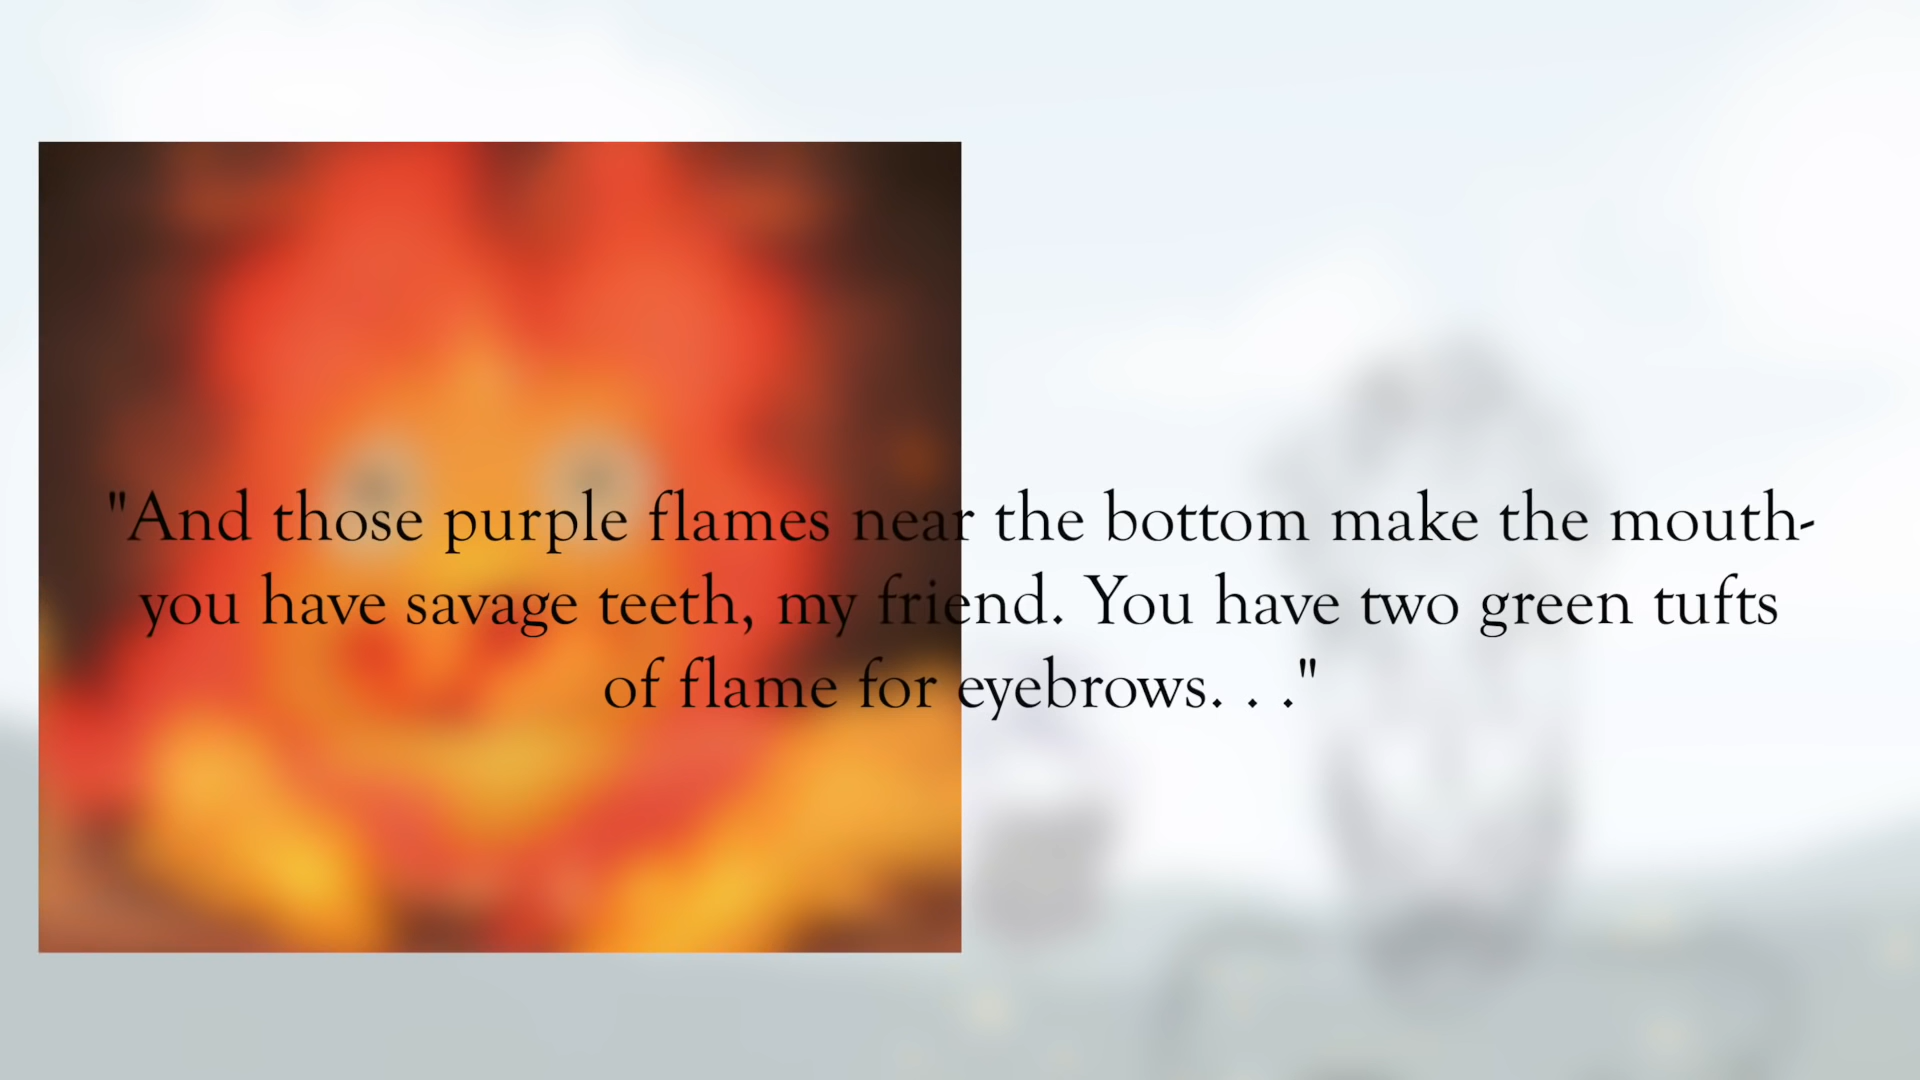 "And those purple flames near the bottom make the mouth-
you have savage teeth, my friend. You have two green tufts
of flame for eyebrows. . ."